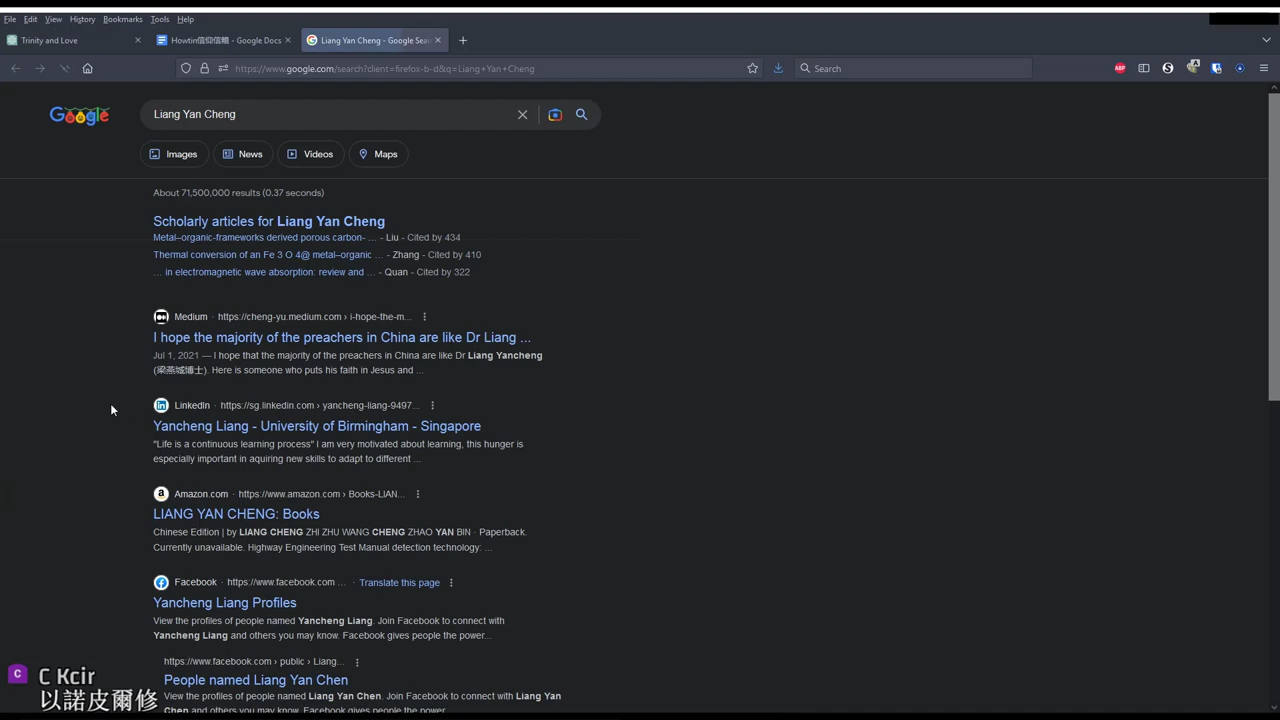 File Edit View History Bookmarks Tools Help
Trinity and Love
Howtin信仰信輯 - Google Docs
Liang Yan Cheng - Google Sea
https://www.google.com/search?client=firefox-b-d&q=Liang+Yan+Cheng
Search
Google
Liang Yan Cheng
Images News Videos Maps
About 71,500,000 results (0.37 seconds)
Scholarly articles for Liang Yan Cheng
Metal–organic-frameworks derived porous carbon- ... - Liu - Cited by 434
Thermal conversion of an Fe 3 O 4@ metal–organic ... - Zhang - Cited by 410
... in electromagnetic wave absorption: review and ... - Quan - Cited by 322
Medium · https://cheng-yu.medium.com › i-hope-the-m...
I hope the majority of the preachers in China are like Dr Liang ...
Jul 1, 2021 — I hope that the majority of the preachers in China are like Dr Liang Yancheng
(梁燕城博士). Here is someone who puts his faith in Jesus and ...
LinkedIn · https://sg.linkedin.com › yancheng-liang-9497...
Yancheng Liang - University of Birmingham - Singapore
"Life is a continuous learning process" I am very motivated about learning, this hunger is
especially important in aquiring new skills to adapt to different ...
Amazon.com · https://www.amazon.com › Books-LIAN...
LIANG YAN CHENG: Books
Chinese Edition | by LIANG CHENG ZHI ZHU WANG CHENG ZHAO YAN BIN · Paperback.
Currently unavailable. Highway Engineering Test Manual detection technology: ...
Facebook · https://www.facebook.com ... · Translate this page
Yancheng Liang Profiles
View the profiles of people named Yancheng Liang. Join Facebook to connect with
Yancheng Liang and others you may know. Facebook gives people the power...
https://www.facebook.com › public › Liang...
People named Liang Yan Chen
View the profiles of people named Liang Yan Chen. Join Facebook to connect with Liang Yan
Chen and others you may know. Facebook gives people the power
C Kcir
以諾皮爾修